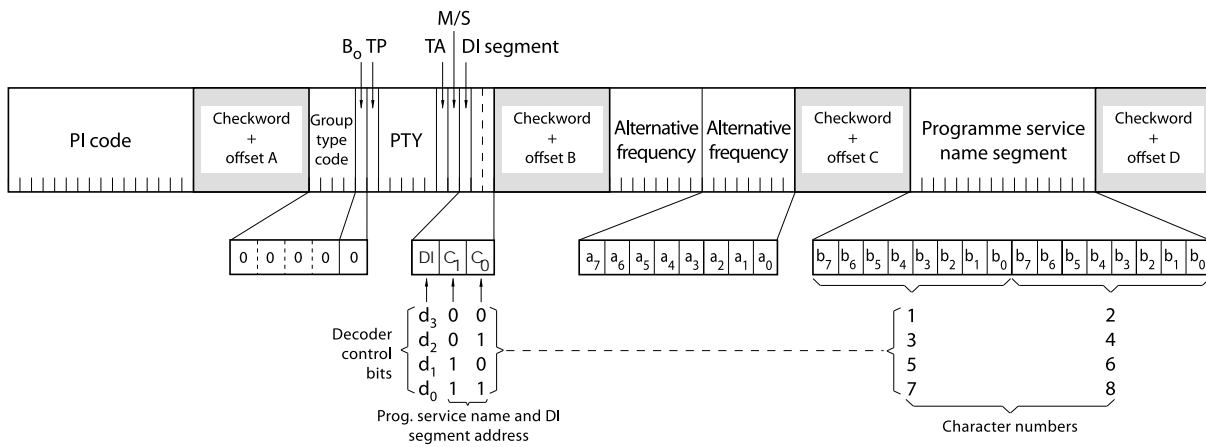 M/S
B₀ TP TA DI segment
PI code
Checkword + offset A
Group type code
PTY
Checkword + offset B
Alternative frequency
Alternative frequency
Checkword + offset C
Programme service name segment
Checkword + offset D
0 0 0 0 0
DI C₁ C₀
a₇ a₆ a₅ a₄ a₃ a₂ a₁ a₀
b₇ b₆ b₅ b₄ b₃ b₂ b₁ b₀ b₇ b₆ b₅ b₄ b₃ b₂ b₁ b₀
Decoder control bits
d₃ 0 0
d₂ 0 1
d₁ 1 0
d₀ 1 1
Prog. service name and DI segment address
1 2
3 4
5 6
7 8
Character numbers